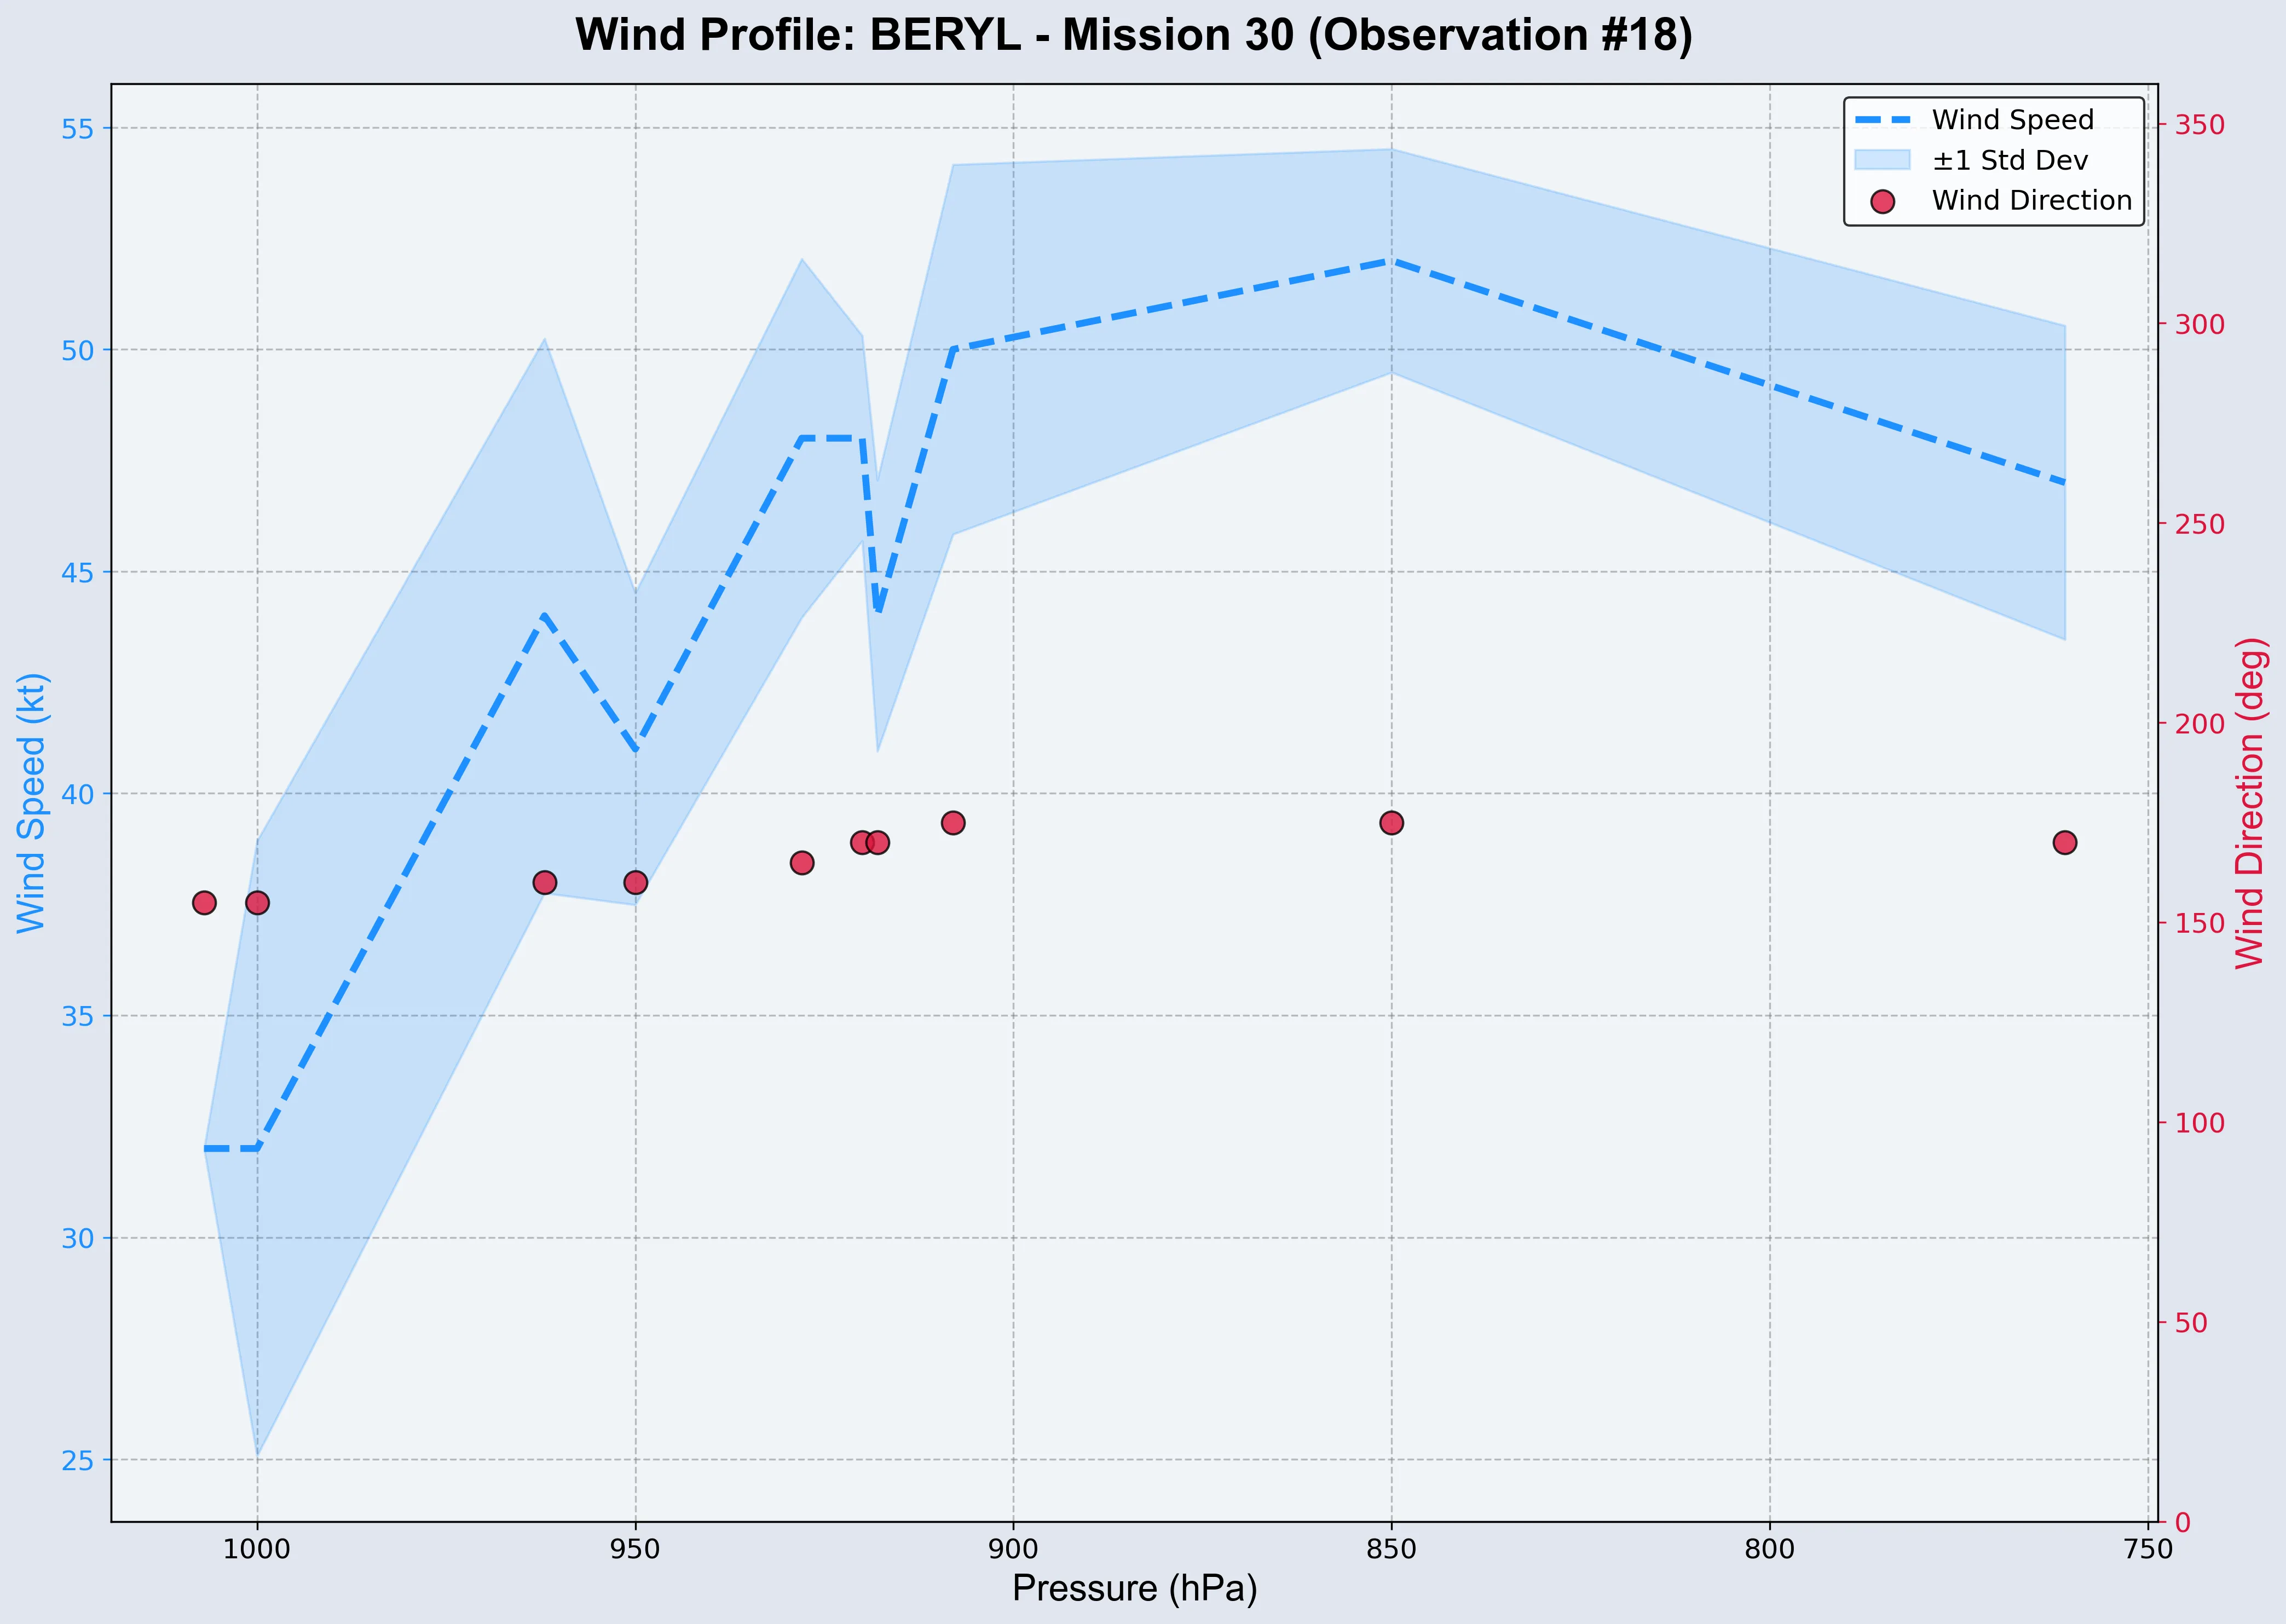 Wind Profile: BERYL - Mission 30 (Observation #18)
Wind Speed
±1 Std Dev
Wind Direction
Wind Speed (kt)
55
50
45
40
35
30
25
350
300
250
200
150
100
50
0
Wind Direction (deg)
1000 950 900 850 800 750
Pressure (hPa)